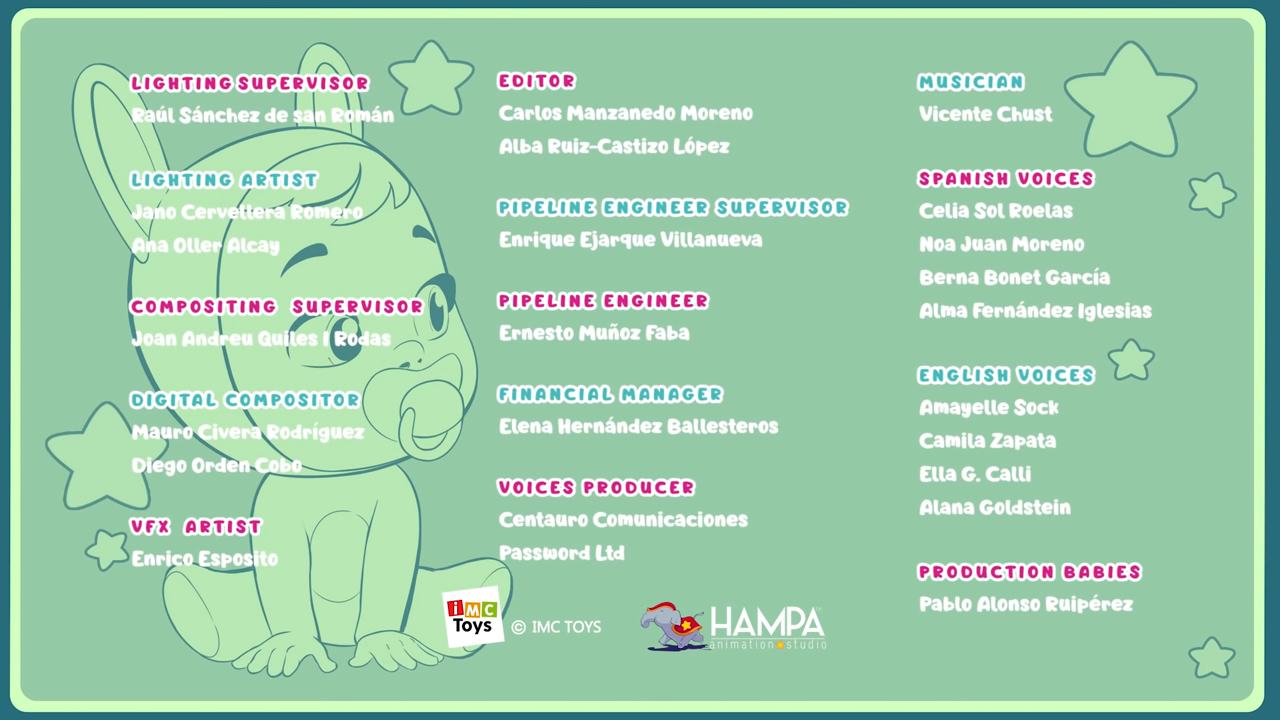 LIGHTING SUPERVISOR
Raúl Sánchez de san Román
LIGHTING ARTIST
Jano Cervellera Romero
Ana Oller Alcay
COMPOSITING SUPERVISOR
Joan Andreu Quiles I Rodas
DIGITAL COMPOSITOR
Mauro Civera Rodríguez
Diego Orden Cobo
VFX ARTIST
Enrico Esposito
EDITOR
Carlos Manzanedo Moreno
Alba Ruiz-Castizo López
PIPELINE ENGINEER SUPERVISOR
Enrique Ejarque Villanueva
PIPELINE ENGINEER
Ernesto Muñoz Faba
FINANCIAL MANAGER
Elena Hernández Ballesteros
VOICES PRODUCER
Centauro Comunicaciones
Password Ltd
MUSICIAN
Vicente Chust
SPANISH VOICES
Celia Sol Roelas
Noa Juan Moreno
Berna Bonet García
Alma Fernández Iglesias
ENGLISH VOICES
Amayelle Sock
Camila Zapata
Ella G. Calli
Alana Goldstein
PRODUCTION BABIES
Pablo Alonso Ruipérez
iMC
Toys
© IMC TOYS
HAMPA
animation studio